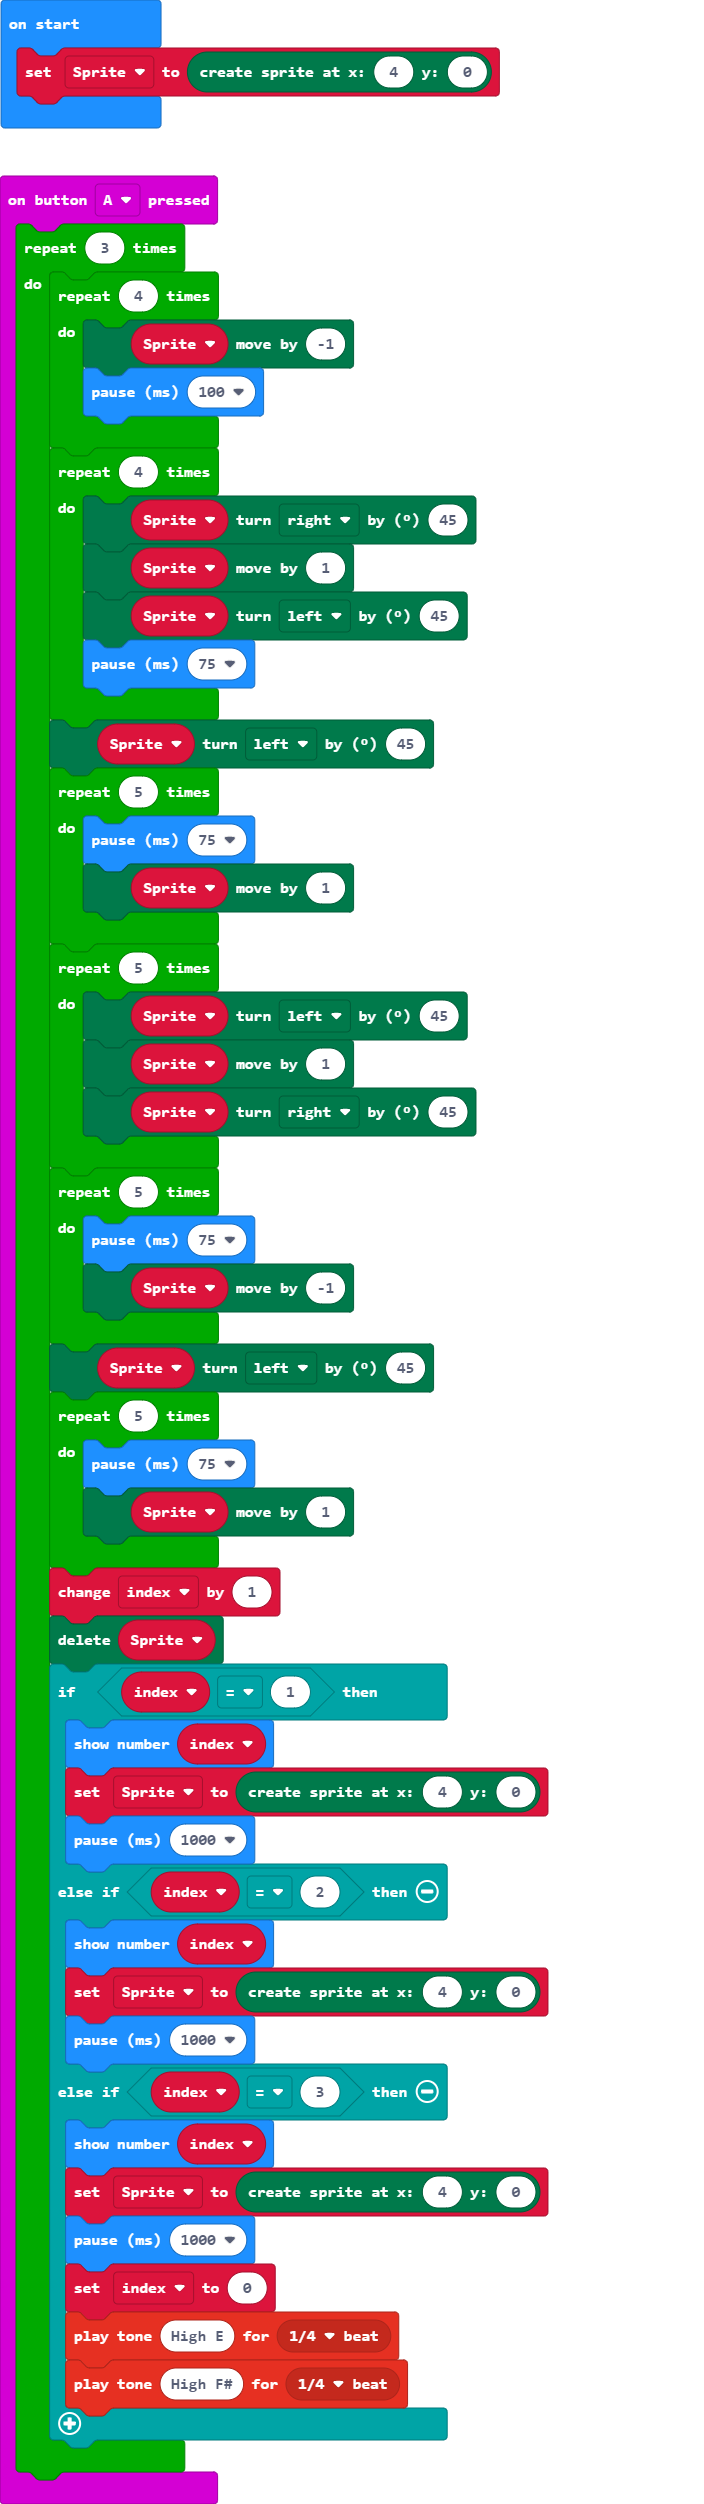 on start
set Sprite to create sprite at x: 4 y: 0
on button A pressed
repeat 3 times
do
repeat 4 times
do
Sprite move by -1
pause (ms) 100
repeat 4 times
do
Sprite turn right by (º) 45
Sprite move by 1
Sprite turn left by (º) 45
pause (ms) 75
Sprite turn left by (º) 45
repeat 5 times
do
pause (ms) 75
Sprite move by 1
repeat 5 times
do
Sprite turn left by (º) 45
Sprite move by 1
Sprite turn right by (º) 45
repeat 5 times
do
pause (ms) 75
Sprite move by -1
Sprite turn left by (º) 45
repeat 5 times
do
pause (ms) 75
Sprite move by 1
change index by 1
delete Sprite
if index = 1 then
show number index
set Sprite to create sprite at x: 4 y: 0
pause (ms) 1000
else if index = 2 then
show number index
set Sprite to create sprite at x: 4 y: 0
pause (ms) 1000
else if index = 3 then
show number index
set Sprite to create sprite at x: 4 y: 0
pause (ms) 1000
set index to 0
play tone High E for 1/4 beat
play tone High F# for 1/4 beat